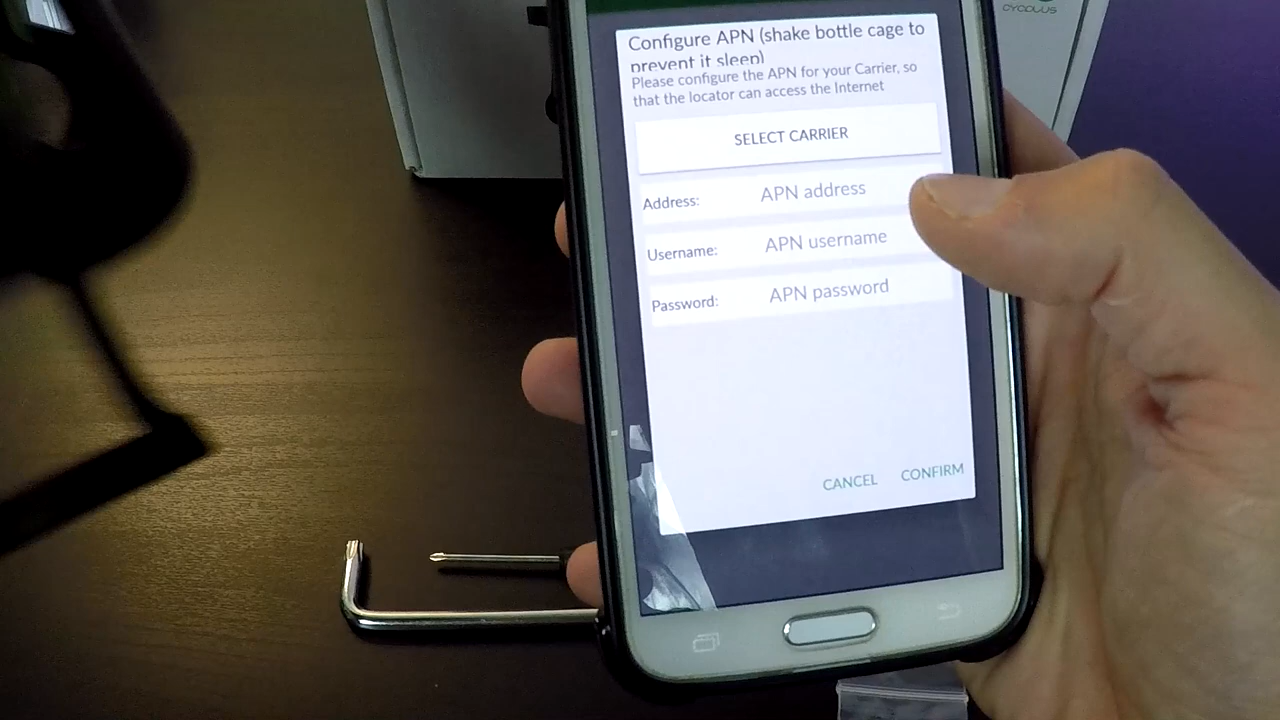 CYCPLUS
Configure APN (shake bottle cage to
prevent it sleep)
Please configure the APN for your Carrier, so
that the locator can access the Internet
SELECT CARRIER
Address: APN address
Username: APN username
Password: APN password
CANCEL CONFIRM